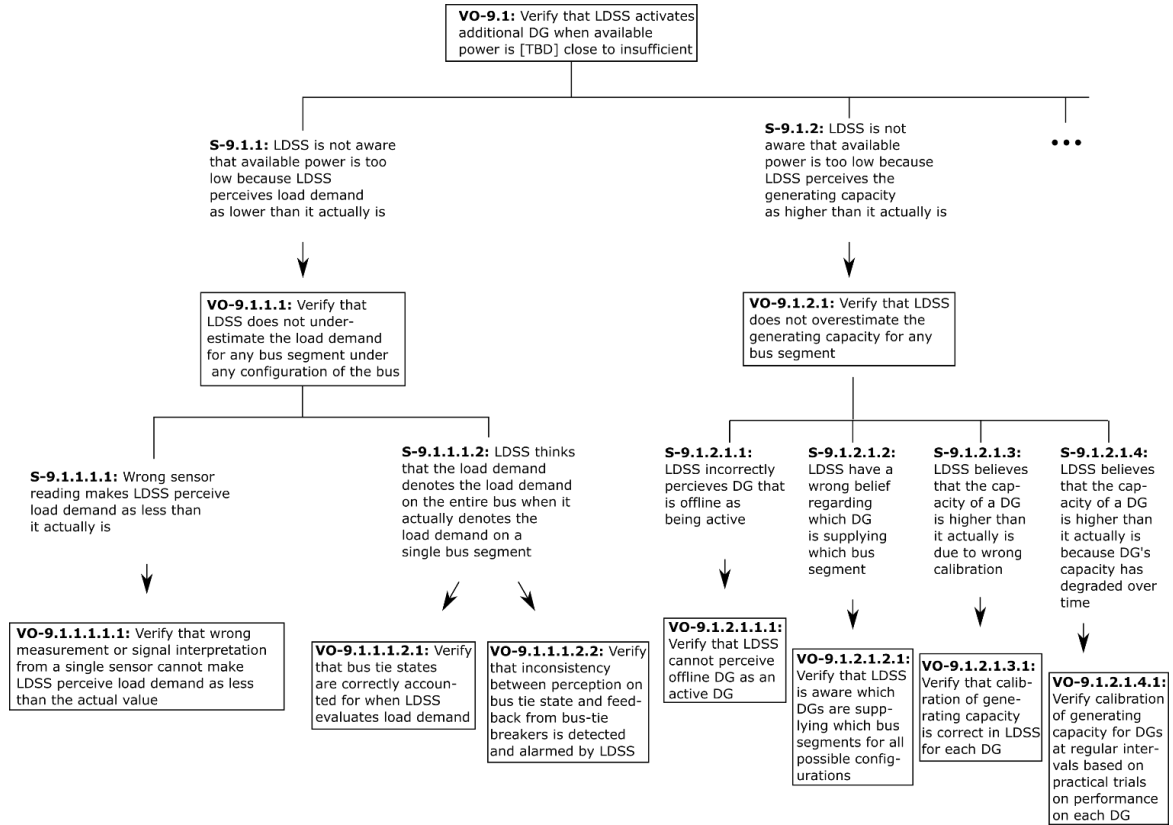 VO-9.1: Verify that LDSS activates
additional DG when available
power is [TBD] close to insufficient
S-9.1.1: LDSS is not aware
that available power is too
low because LDSS
perceives load demand
as lower than it actually is
S-9.1.2: LDSS is not
aware that available
power is too low because
LDSS perceives the
generating capacity
as higher than it actually is
•••
VO-9.1.1.1: Verify that
LDSS does not under-
estimate the load demand
for any bus segment under
any configuration of the bus
VO-9.1.2.1: Verify that LDSS
does not overestimate the
generating capacity for any
bus segment
S-9.1.1.1.1: Wrong sensor
reading makes LDSS perceive
load demand as less than
it actually is
S-9.1.1.1.2: LDSS thinks
that the load demand
denotes the load demand
on the entire bus when it
actually denotes the
load demand on a
single bus segment
S-9.1.2.1.1:
LDSS incorrectly
percieves DG that
is offline as
being active
S-9.1.2.1.2:
LDSS have a
wrong belief
regarding
which DG
is supplying
which bus
segment
S-9.1.2.1.3:
LDSS believes
that the cap-
acity of a DG
is higher than
it actually is
due to wrong
calibration
S-9.1.2.1.4:
LDSS believes
that the cap-
acity of a DG
is higher than
it actually is
because DG's
capacity has
degraded over
time
VO-9.1.1.1.1.1: Verify that wrong
measurement or signal interpretation
from a single sensor cannot make
LDSS perceive load demand as less
than the actual value
VO-9.1.1.1.2.1: Verify
that bus tie states
are correctly accoun-
ted for when LDSS
evaluates load demand
VO-9.1.1.1.2.2: Verify
that inconsistency
between perception on
bus tie state and feed-
back from bus-tie
breakers is detected
and alarmed by LDSS
VO-9.1.2.1.1.1:
Verify that LDSS
cannot perceive
offline DG as an
active DG
VO-9.1.2.1.2.1:
Verify that LDSS
is aware which
DGs are supp-
lying which bus
segments for all
possible config-
urations
VO-9.1.2.1.3.1:
Verify that calib-
ration of gene-
rating capacity
is correct in LDSS
for each DG
VO-9.1.2.1.4.1:
Verify calibration
of generating
capacity for DGs
at regular inter-
vals based on
practical trials
on performance
on each DG